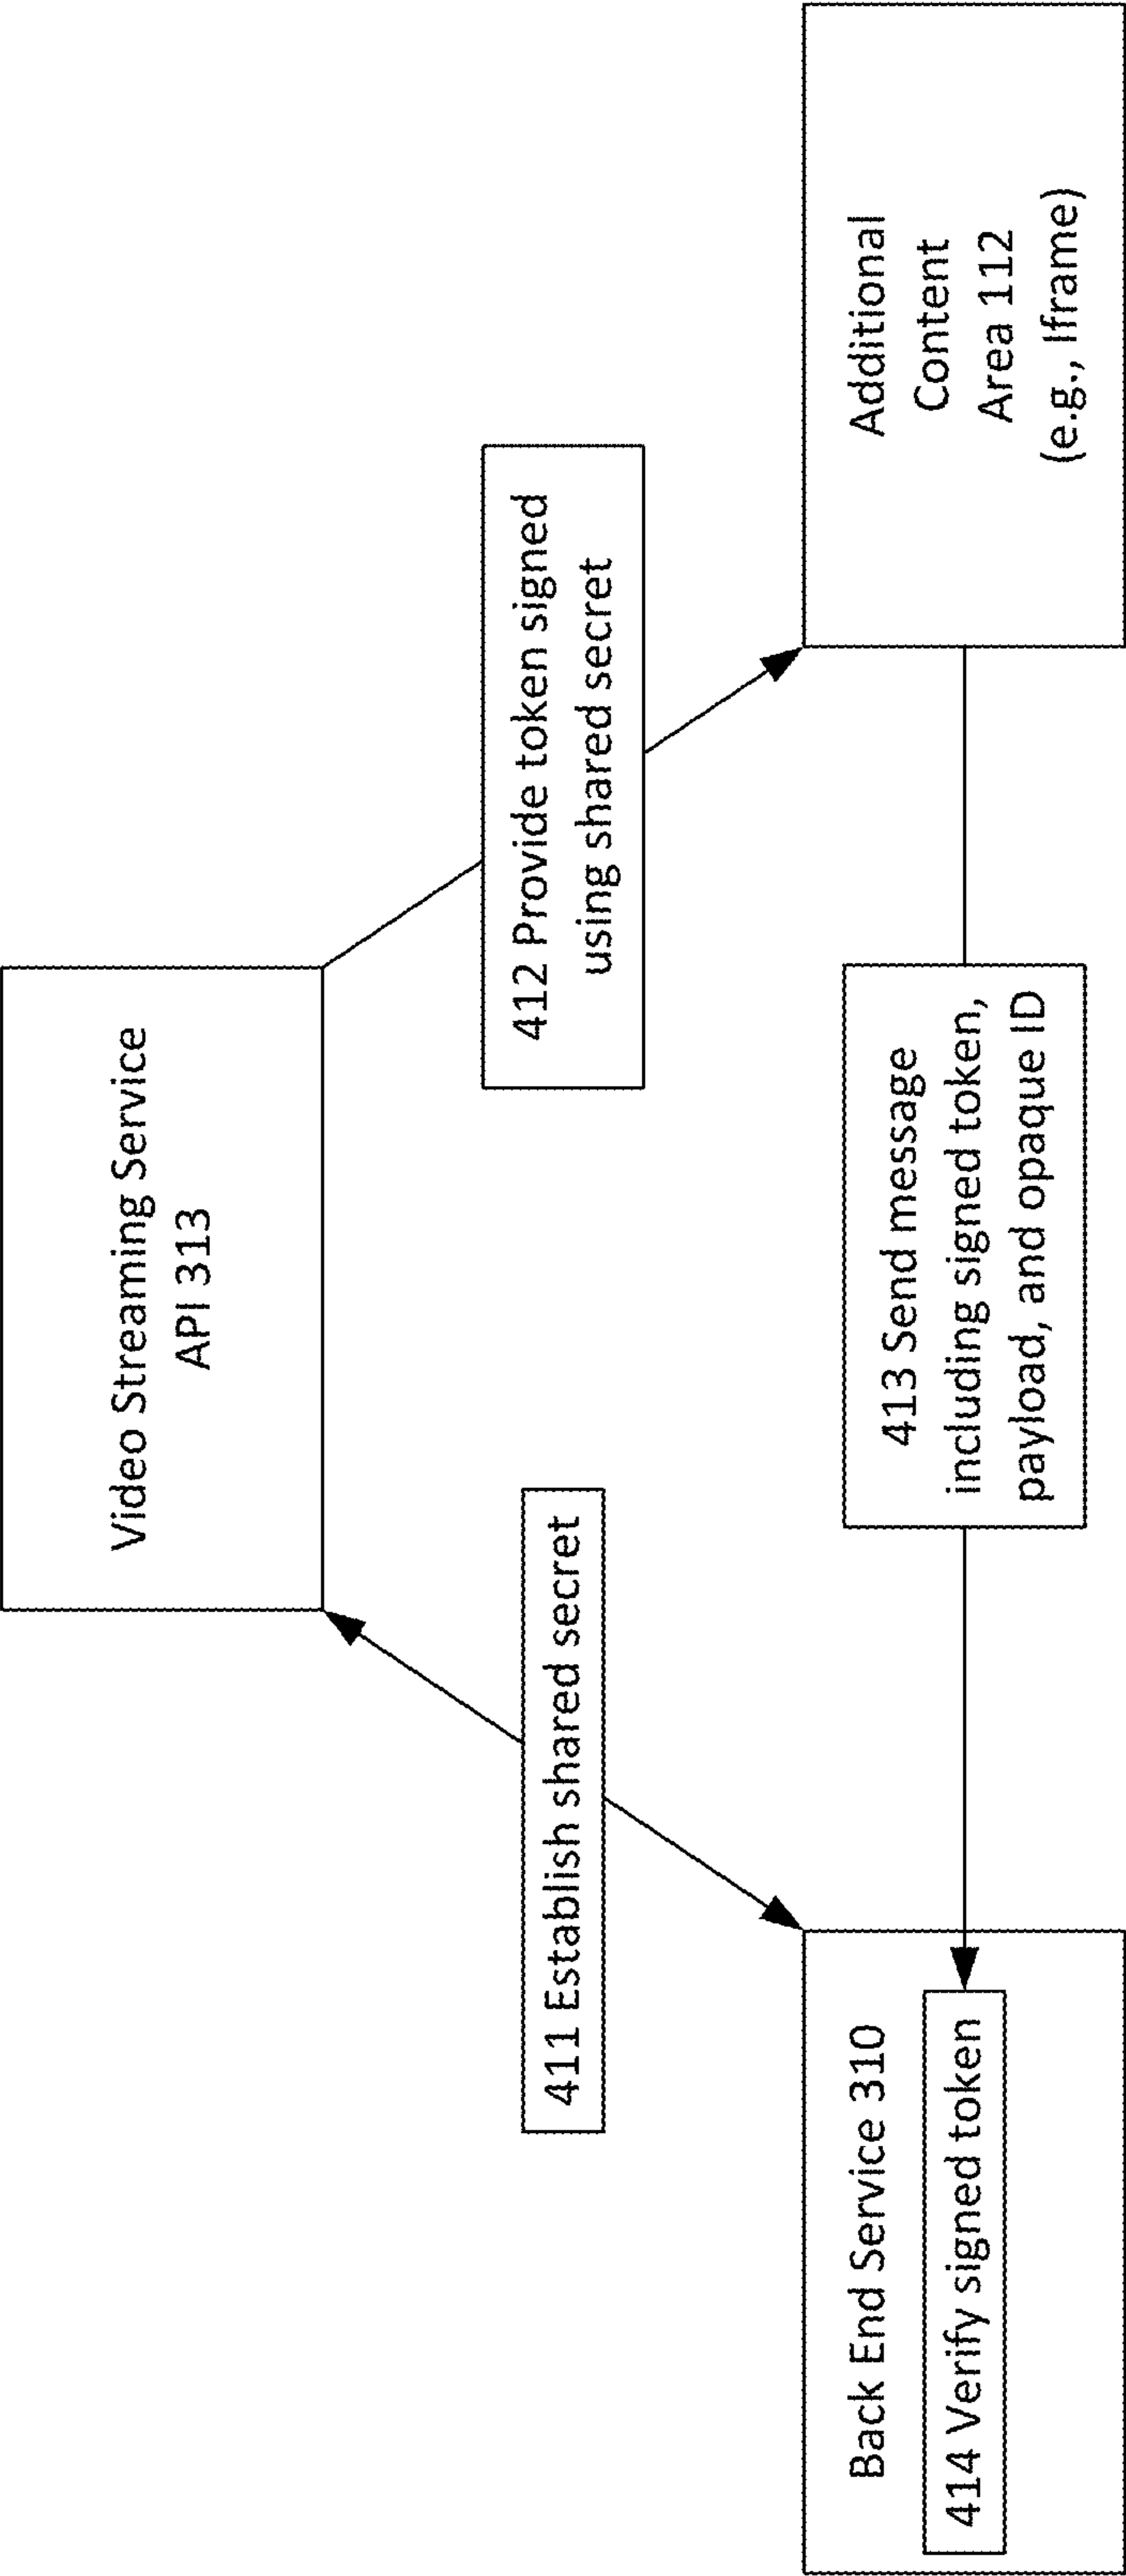 Video Streaming Service
API 313
411 Establish shared secret
412 Provide token signed
using shared secret
Back End Service 310
414 Verify signed token
413 Send message
including signed token,
payload, and opaque ID
Additional
Content
Area 112
(e.g., Iframe)